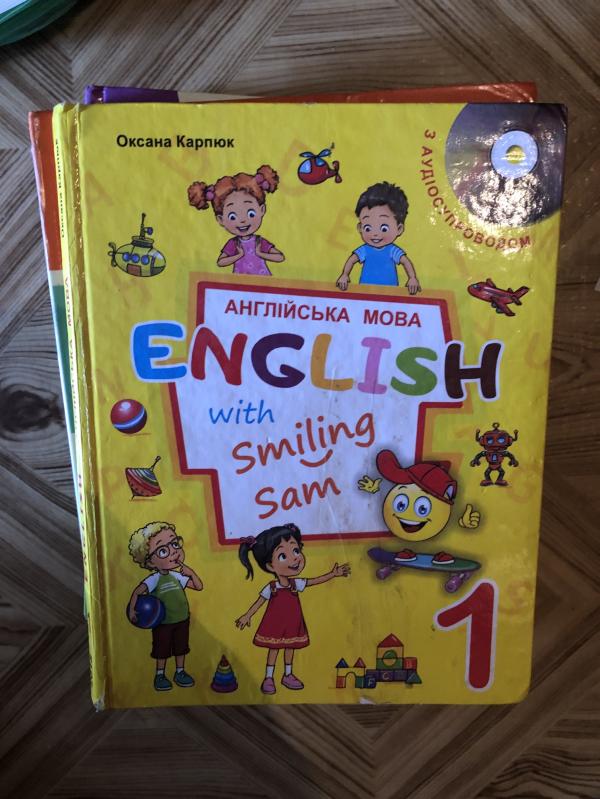 Оксана Карпюк
З АУДІОСУПРОВОДОМ
АНГЛІЙСЬКА МОВА
ENGLISH
with
Smiling
Sam
1